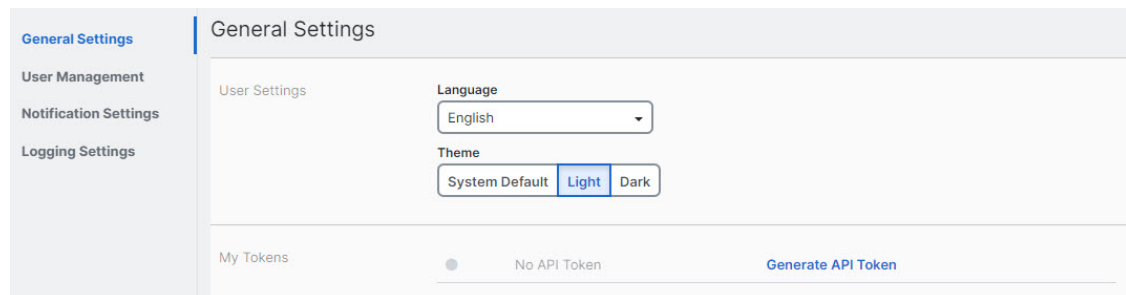 General Settings
User Management
Notification Settings
Logging Settings
General Settings
User Settings
Language
English
Theme
System Default Light Dark
My Tokens
No API Token Generate API Token